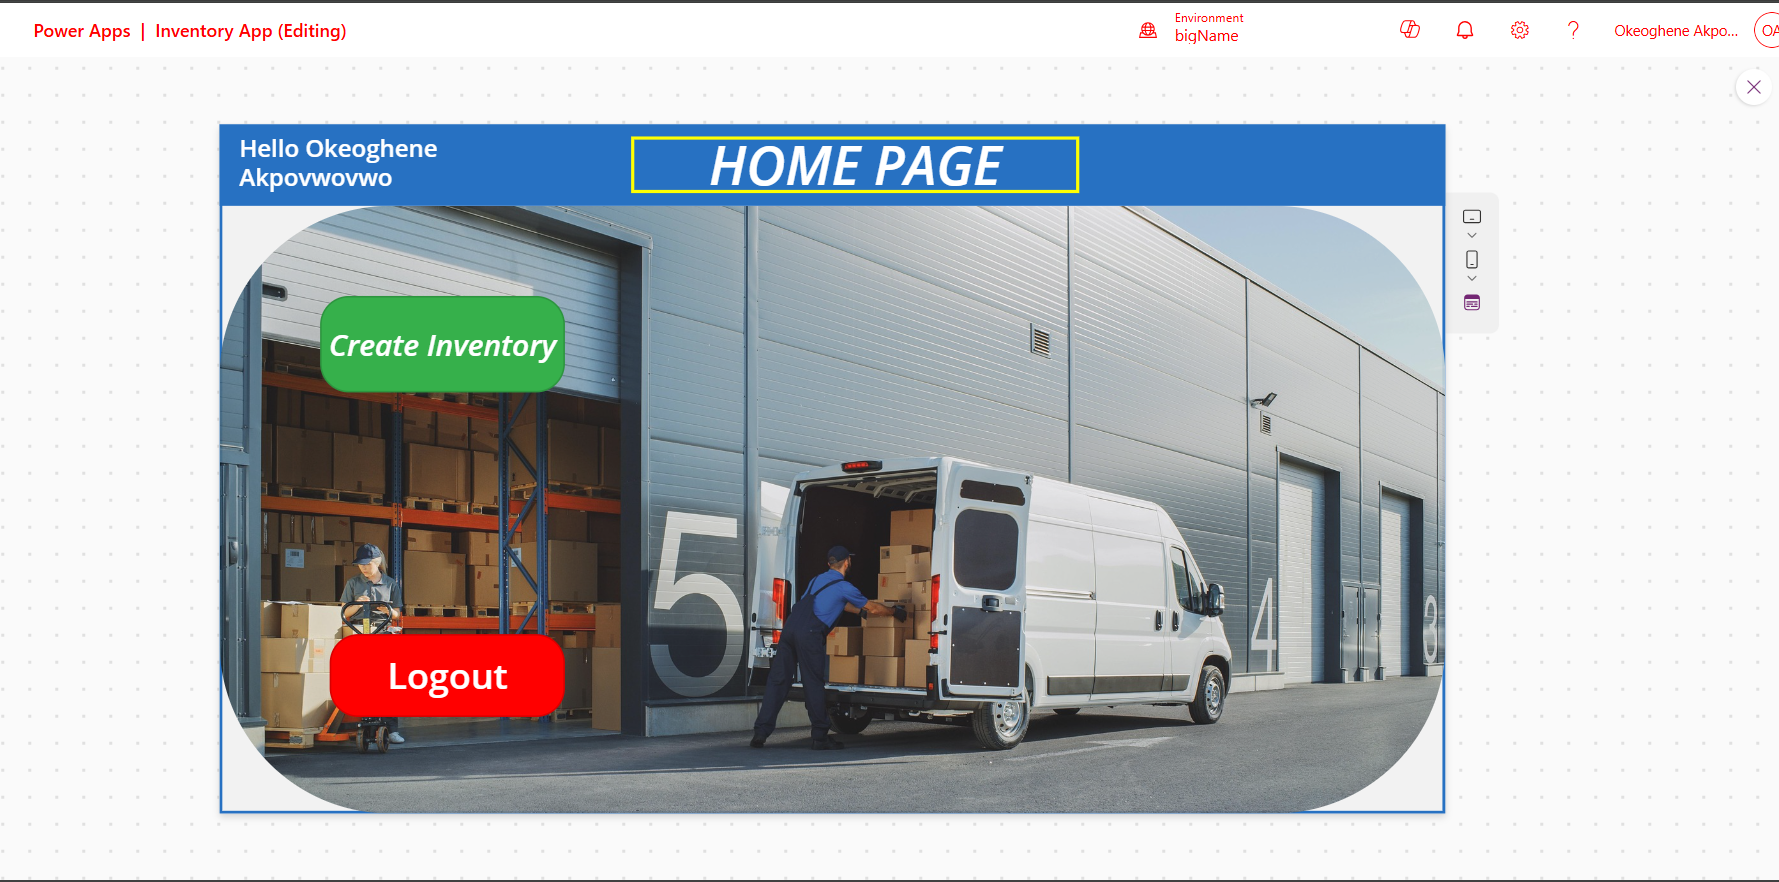 Power Apps | Inventory App (Editing)
Environment
bigName
Okeoghene Akpo...
OA
Hello Okeoghene
Akpovwovwo
HOME PAGE
Create Inventory
Logout
5
4
3